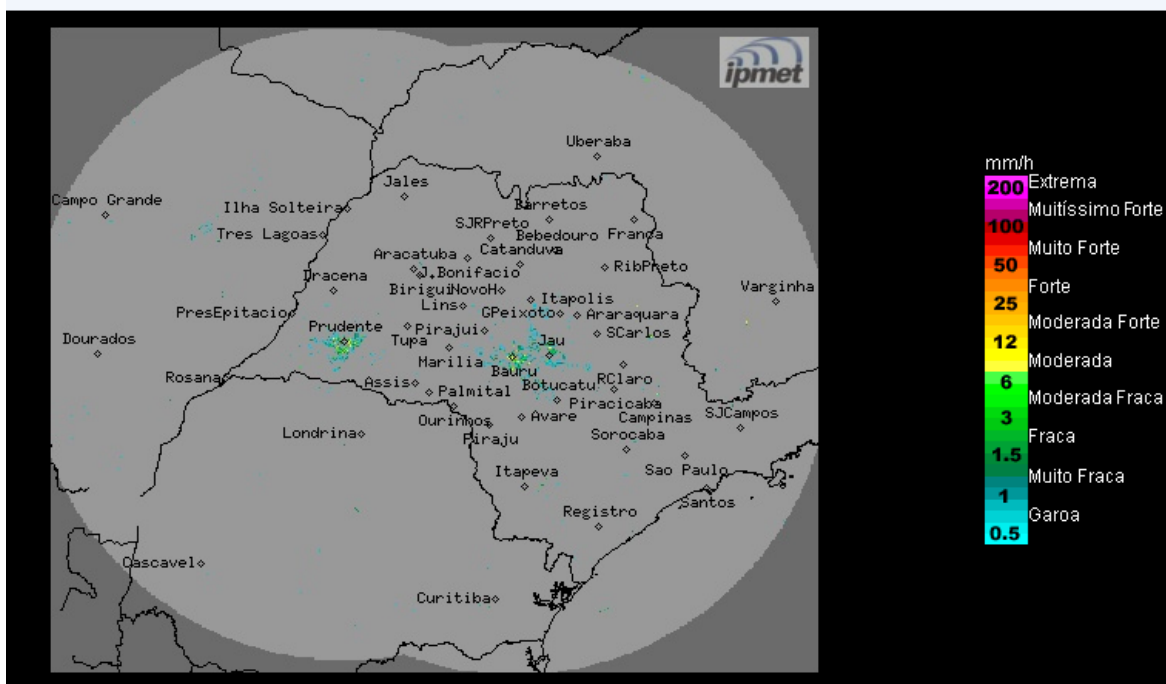 ipmet
Uberaba
Jales
Campo Grande
Ilha Solteira
Barretos
SJRPreto
Tres Lagoas
Bebedouro
Franca
Catanduva
Aracatuba
RibPreto
J.Bonifacio
Dracena
Birigui
NovoH
Varginha
Lins
Itapolis
PresEpitacio
GPeixoto
Araraquara
Prudente
Pirajui
SCarlos
Dourados
Tupa
Jau
Marilia
Bauru
Rosana
Assis
Botucatu
RClaro
Palmital
Piracicaba
Ourinhos
Avare
Campinas
SJCampos
Londrina
Piraju
Sorocaba
Itapeva
Sao Paulo
Santos
Registro
Cascavel
Curitiba
mm/h
200 Extrema
Muitíssimo Forte
100
Muito Forte
50
Forte
25
Moderada Forte
12
Moderada
6
Moderada Fraca
3
Fraca
1.5
Muito Fraca
1
Garoa
0.5